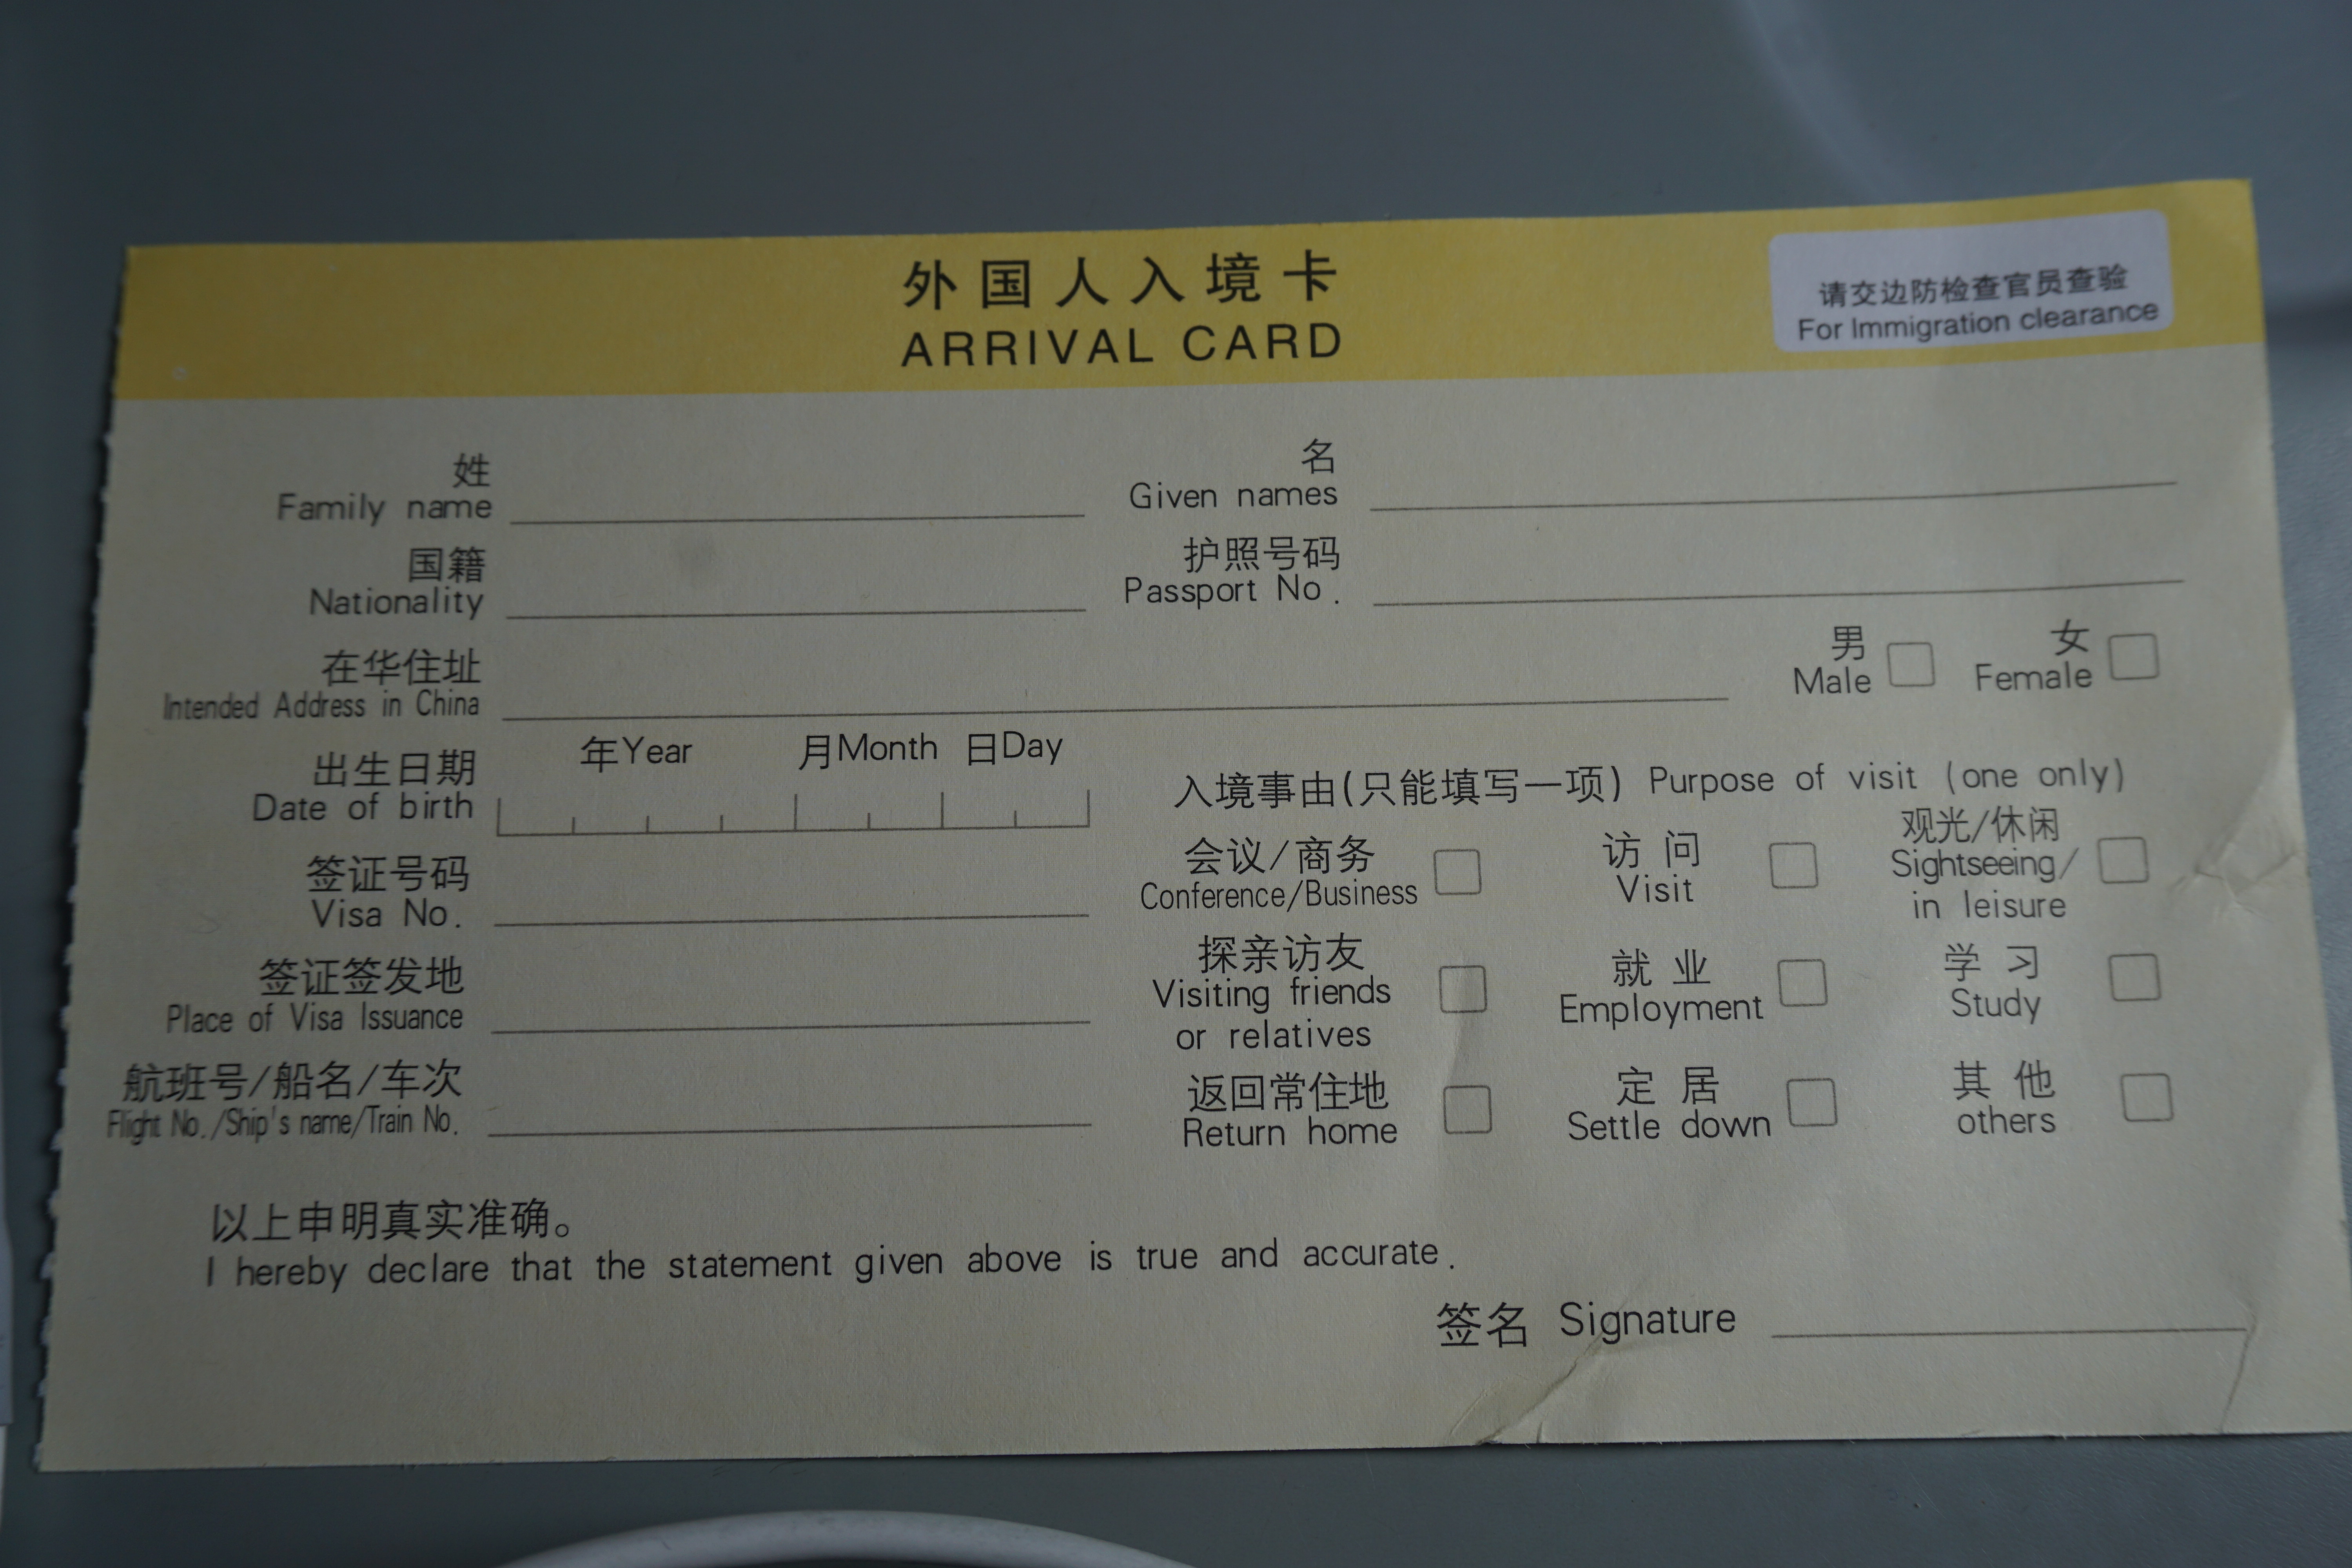 外国人入境卡
ARRIVAL CARD
请交边防检查官员查验
For Immigration clearance
姓
Family name
名
Given names
国籍
Nationality
护照号码
Passport No.
在华住址
Intended Address in China
男
Male
女
Female
出生日期
Date of birth
年Year 月Month 日Day
入境事由(只能填写一项) Purpose of visit (one only)
会议/商务
Conference/Business
访问
Visit
观光/休闲
Sightseeing/
in leisure
签证号码
Visa No.
探亲访友
Visiting friends
or relatives
就业
Employment
学习
Study
签证签发地
Place of Visa Issuance
返回常住地
Return home
定居
Settle down
其他
others
航班号/船名/车次
Flight No./Ship's name/Train No.
以上申明真实准确。
I hereby declare that the statement given above is true and accurate.
签名 Signature